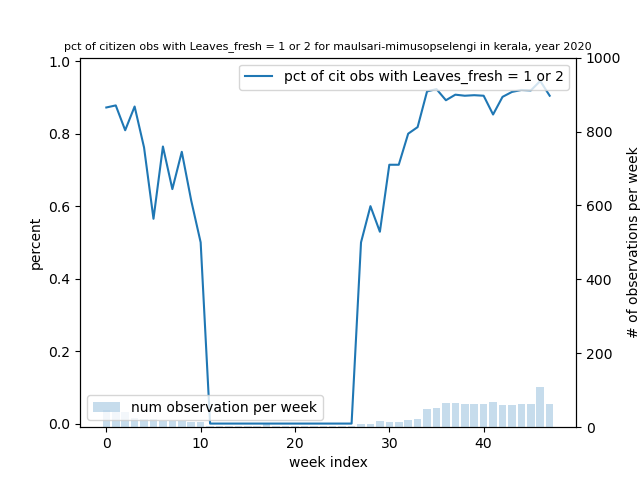 pct of citizen obs with Leaves_fresh = 1 or 2 for maulsari-mimusopselengi in kerala, year 2020
pct of cit obs with Leaves_fresh = 1 or 2
num observation per week
percent
1.0
0.8
0.6
0.4
0.2
0.0
1000
800
600
400
200
0
# of observations per week
0 10 20 30 40
week index